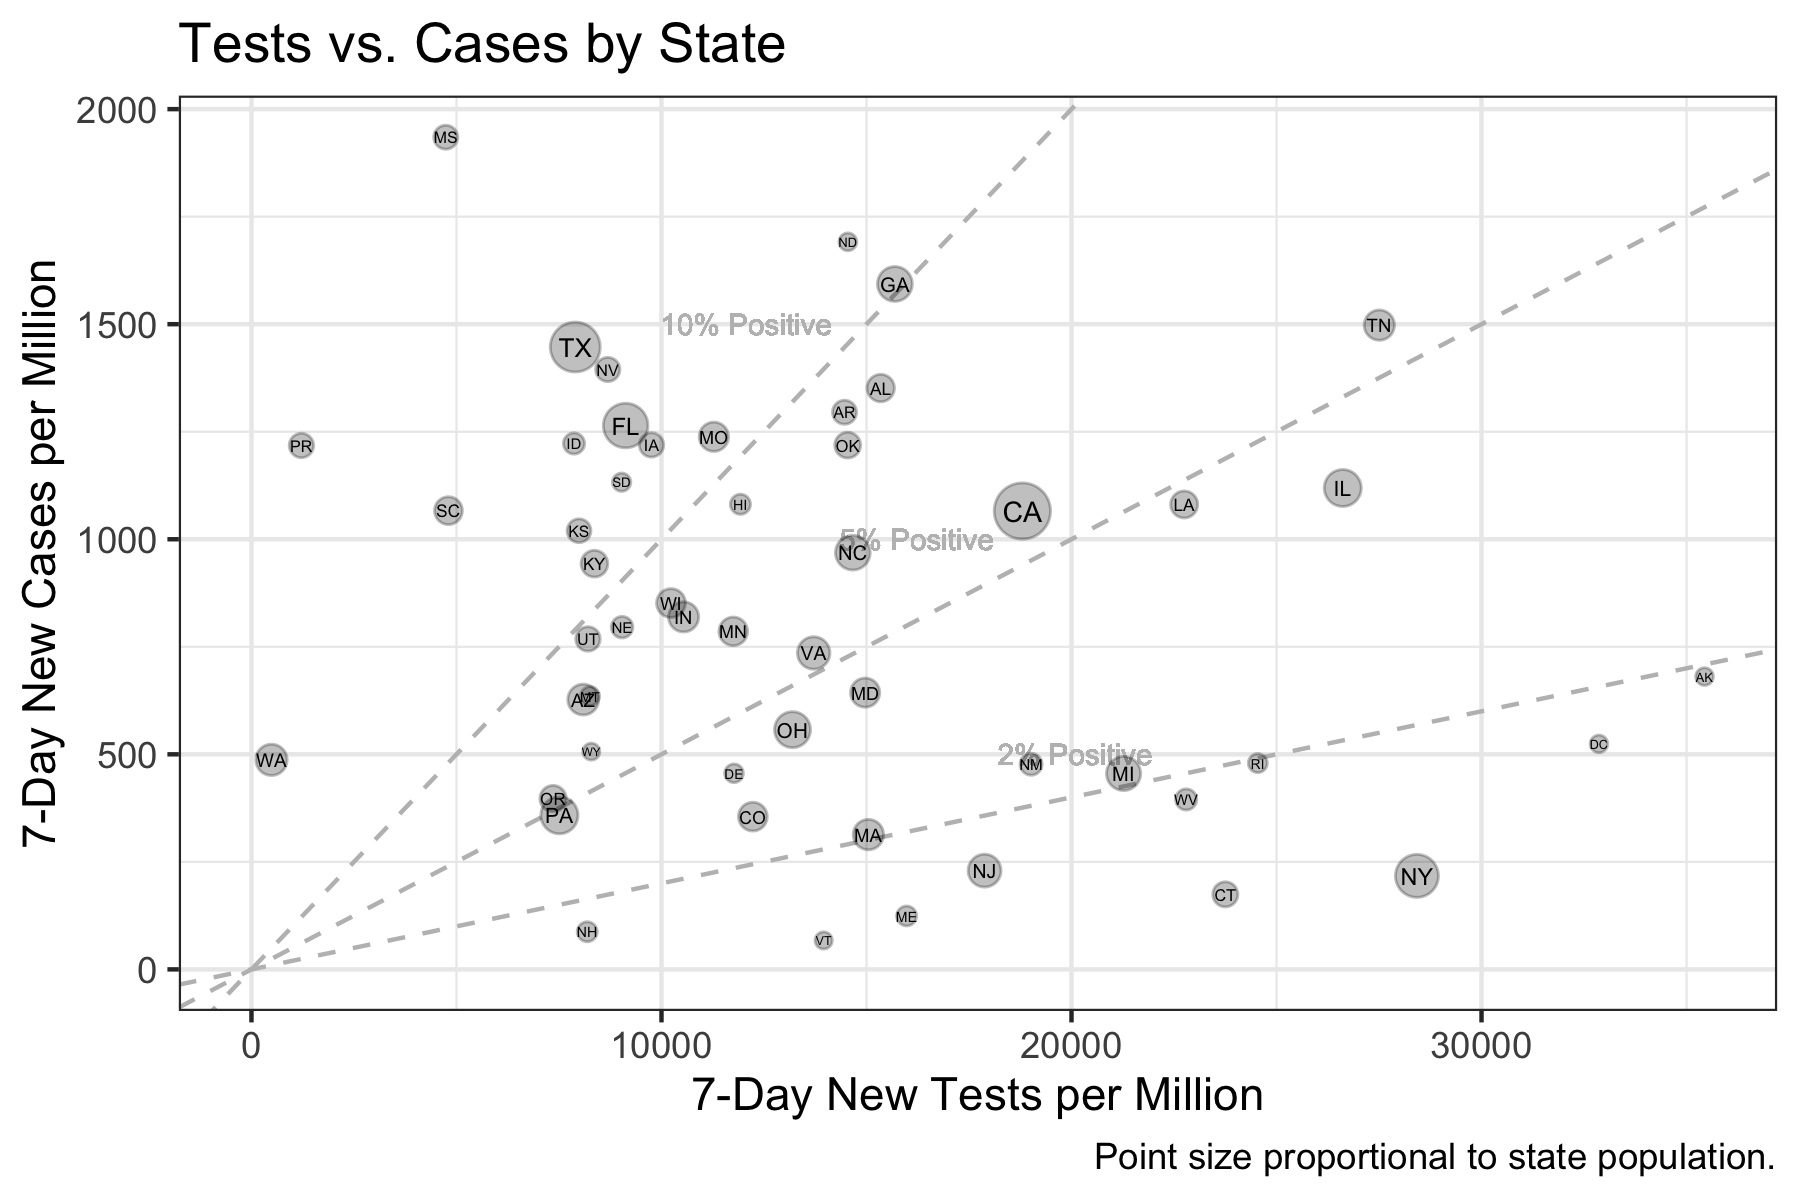 Tests vs. Cases by State
2000
MS
ND
GA
1500
10% Positive
TN
TX
NV
AL
AR
FL
MO
ID
IA
OK
PR
SD
IL
HI
LA
SC
CA
KS
1000
5% Positive
NC
KY
WI
IN
NE
MN
UT
VA
AK
MD
AZ
MT
OH
500
WY
DC
2% Positive
WA
NM
RI
DE
MI
OR
WV
PA
CO
MA
NJ
NY
CT
ME
NH
VT
0
7-Day New Cases per Million
0 10000 20000 30000
7-Day New Tests per Million
Point size proportional to state population.